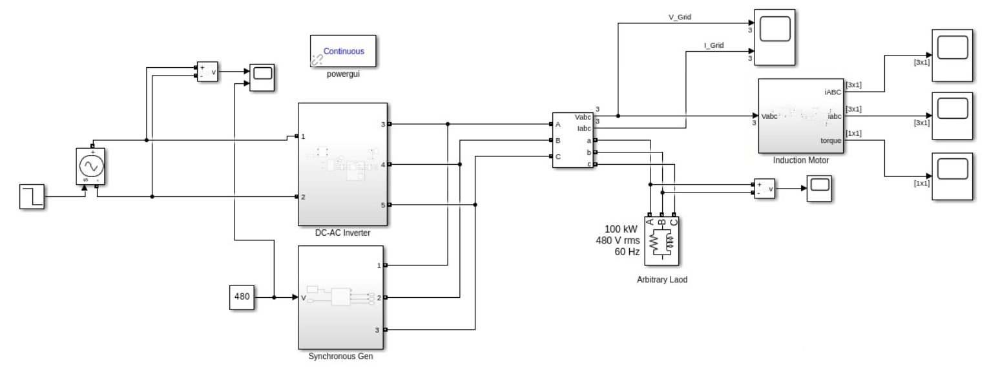 V_Grid
3
I_Grid
3
Continuous
powergui
+
-
v
[3x1]
[3x1]
[1x1]
iABC
[3x1]
Vabc
3
iabc
[3x1]
torque
[1x1]
Induction Motor
Vabc
3
Iabc
3
A
a
B
b
C
c
1
2
3
4
5
DC-AC Inverter
+
s
-
+
-
v
A
B
C
100 kW
480 V rms
60 Hz
Arbitrary Laod
480
V
1
2
3
Synchronous Gen